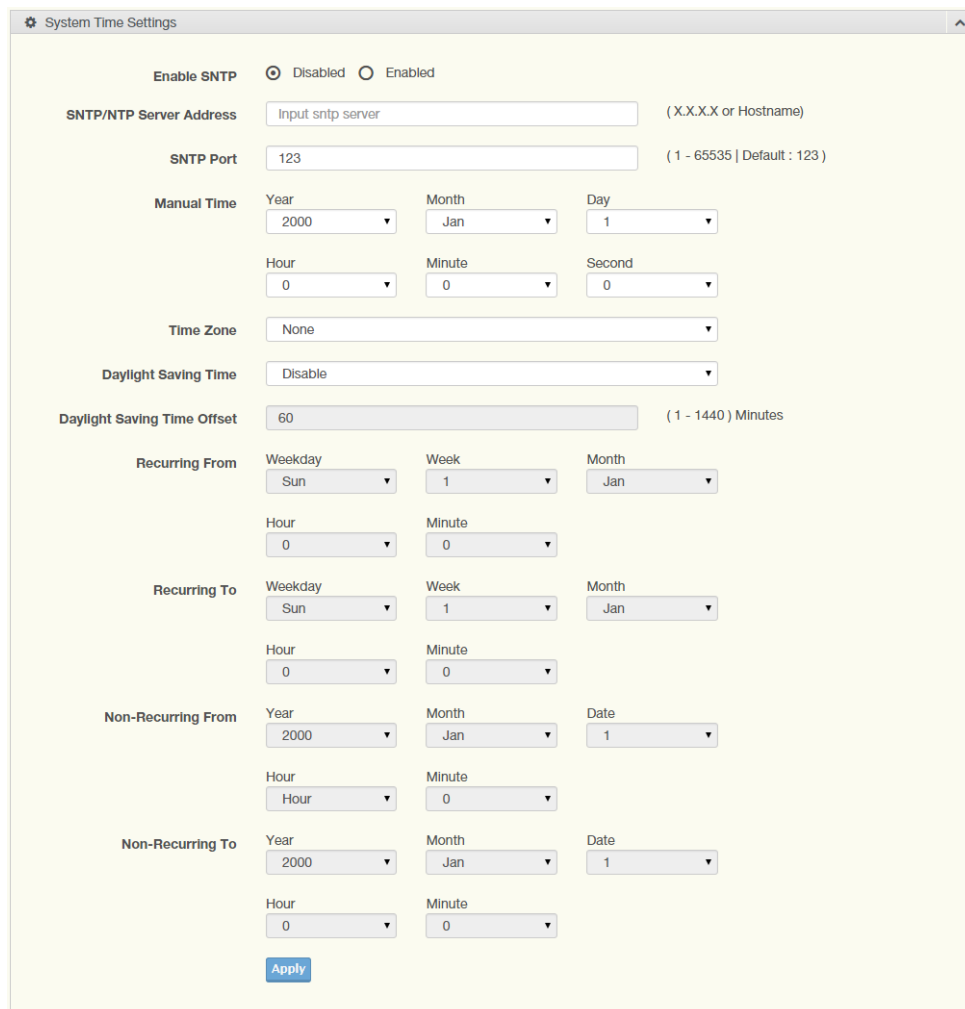 System Time Settings
Enable SNTP Disabled Enabled
SNTP/NTP Server Address Input sntp server ( X.X.X.X or Hostname)
SNTP Port 123 ( 1 - 65535 | Default : 123 )
Manual Time Year Month Day
2000 Jan 1
Hour Minute Second
0 0 0
Time Zone None
Daylight Saving Time Disable
Daylight Saving Time Offset 60 ( 1 - 1440 ) Minutes
Recurring From Weekday Week Month
Sun 1 Jan
Hour Minute
0 0
Recurring To Weekday Week Month
Sun 1 Jan
Hour Minute
0 0
Non-Recurring From Year Month Date
2000 Jan 1
Hour Minute
Hour 0
Non-Recurring To Year Month Date
2000 Jan 1
Hour Minute
0 0
Apply